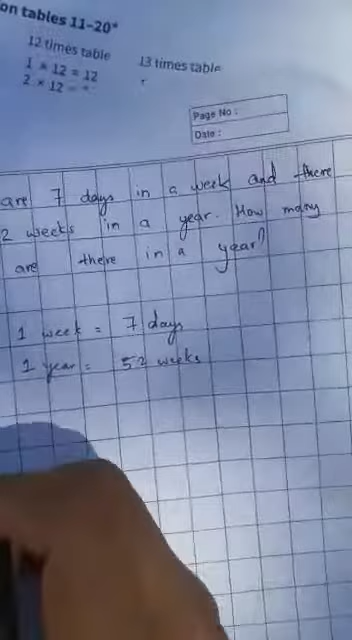 on tables 11-20*
12 times table
13 times table
1 × 12 = 12
2 × 12 =
Page No :
Date :
are 7 days in a week and there
2 weeks in a year. How many
are there in a year?
1 week = 7 days
1 year = 52 weeks